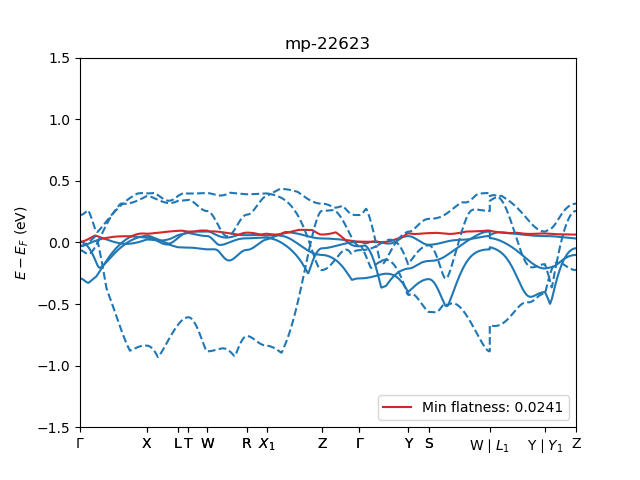 mp-22623
E − E_F (eV)
1.5
1.0
0.5
0.0
−0.5
−1.0
−1.5
Min flatness: 0.0241
Γ X L T W R X₁ Z Γ Y S W | L₁ Y | Y₁ Z